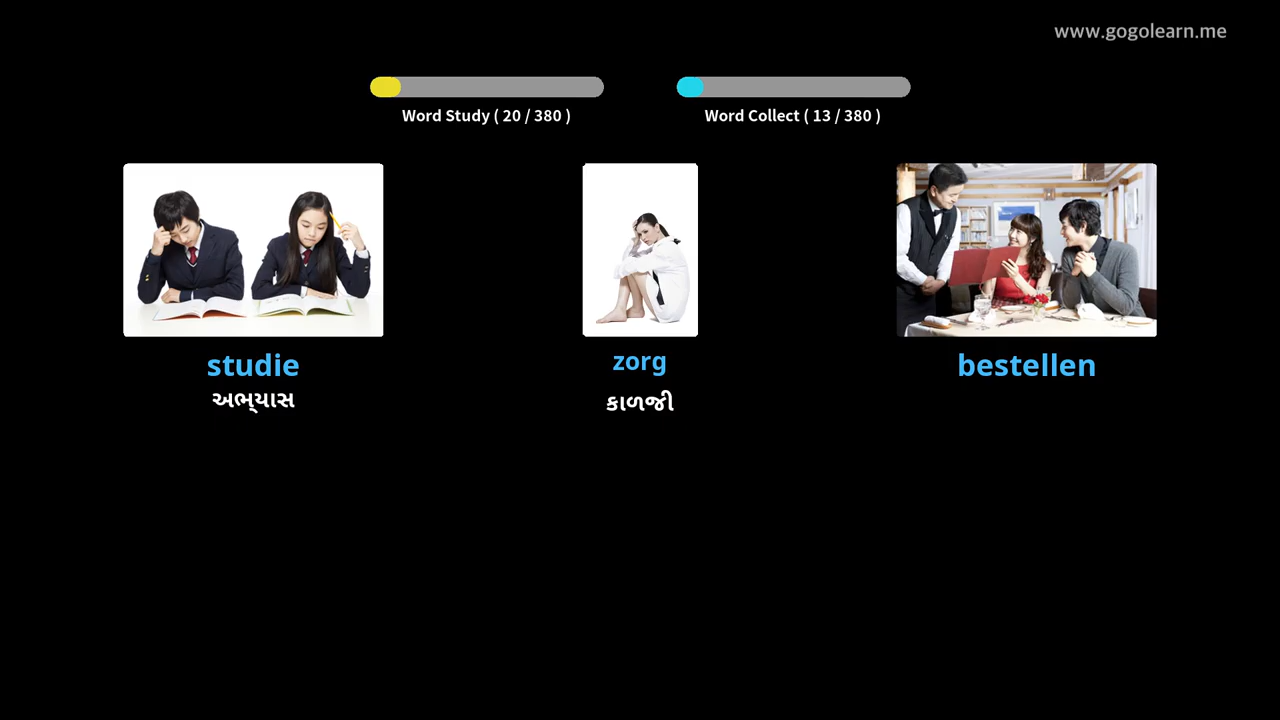 www.gogolearn.me
Word Study ( 20 / 380 )
Word Collect ( 13 / 380 )
studie
zorg
bestellen
અભ્યાસ
કાળજી